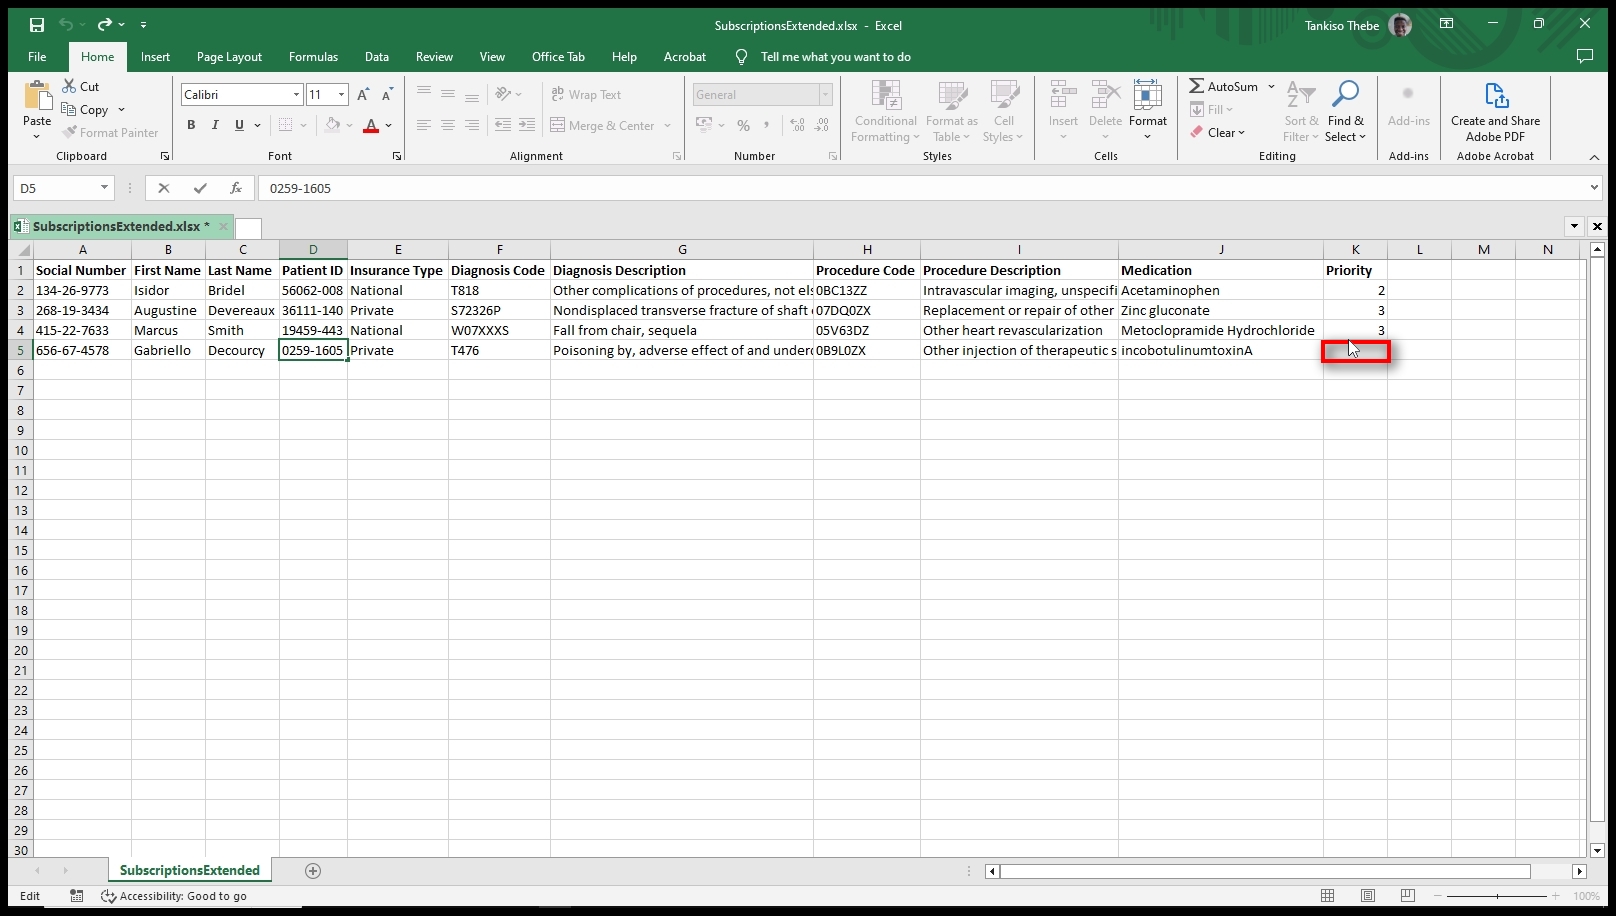 SubscriptionsExtended.xlsx - Excel
Tankiso Thebe
File Home Insert Page Layout Formulas Data Review View Office Tab Help Acrobat Tell me what you want to do
Paste
Cut
Copy
Format Painter
Clipboard
Calibri 11
B I U
Font
Wrap Text
Merge & Center
Alignment
General
Number
Conditional Formatting
Format as Table
Cell Styles
Styles
Insert
Delete
Format
Cells
AutoSum
Fill
Clear
Sort & Filter
Find & Select
Editing
Add-ins
Add-ins
Create and Share Adobe PDF
Adobe Acrobat
D5 fx 0259-1605
SubscriptionsExtended.xlsx *
A B C D E F G H I J K L M N
1 Social Number First Name Last Name Patient ID Insurance Type Diagnosis Code Diagnosis Description Procedure Code Procedure Description Medication Priority
2 134-26-9773 Isidor Bridel 56062-008 National T818 Other complications of procedures, not els 0BC13ZZ Intravascular imaging, unspecifi Acetaminophen 2
3 268-19-3434 Augustine Devereaux 36111-140 Private S72326P Nondisplaced transverse fracture of shaft 07DQ0ZX Replacement or repair of other Zinc gluconate 3
4 415-22-7633 Marcus Smith 19459-443 National W07XXXS Fall from chair, sequela 05V63DZ Other heart revascularization Metoclopramide Hydrochloride 3
5 656-67-4578 Gabriello Decourcy 0259-1605 Private T476 Poisoning by, adverse effect of and underd 0B9L0ZX Other injection of therapeutic s incobotulinumtoxinA
6
7
8
9
10
11
12
13
14
15
16
17
18
19
20
21
22
23
24
25
26
27
28
29
30
SubscriptionsExtended
Edit Accessibility: Good to go 100%